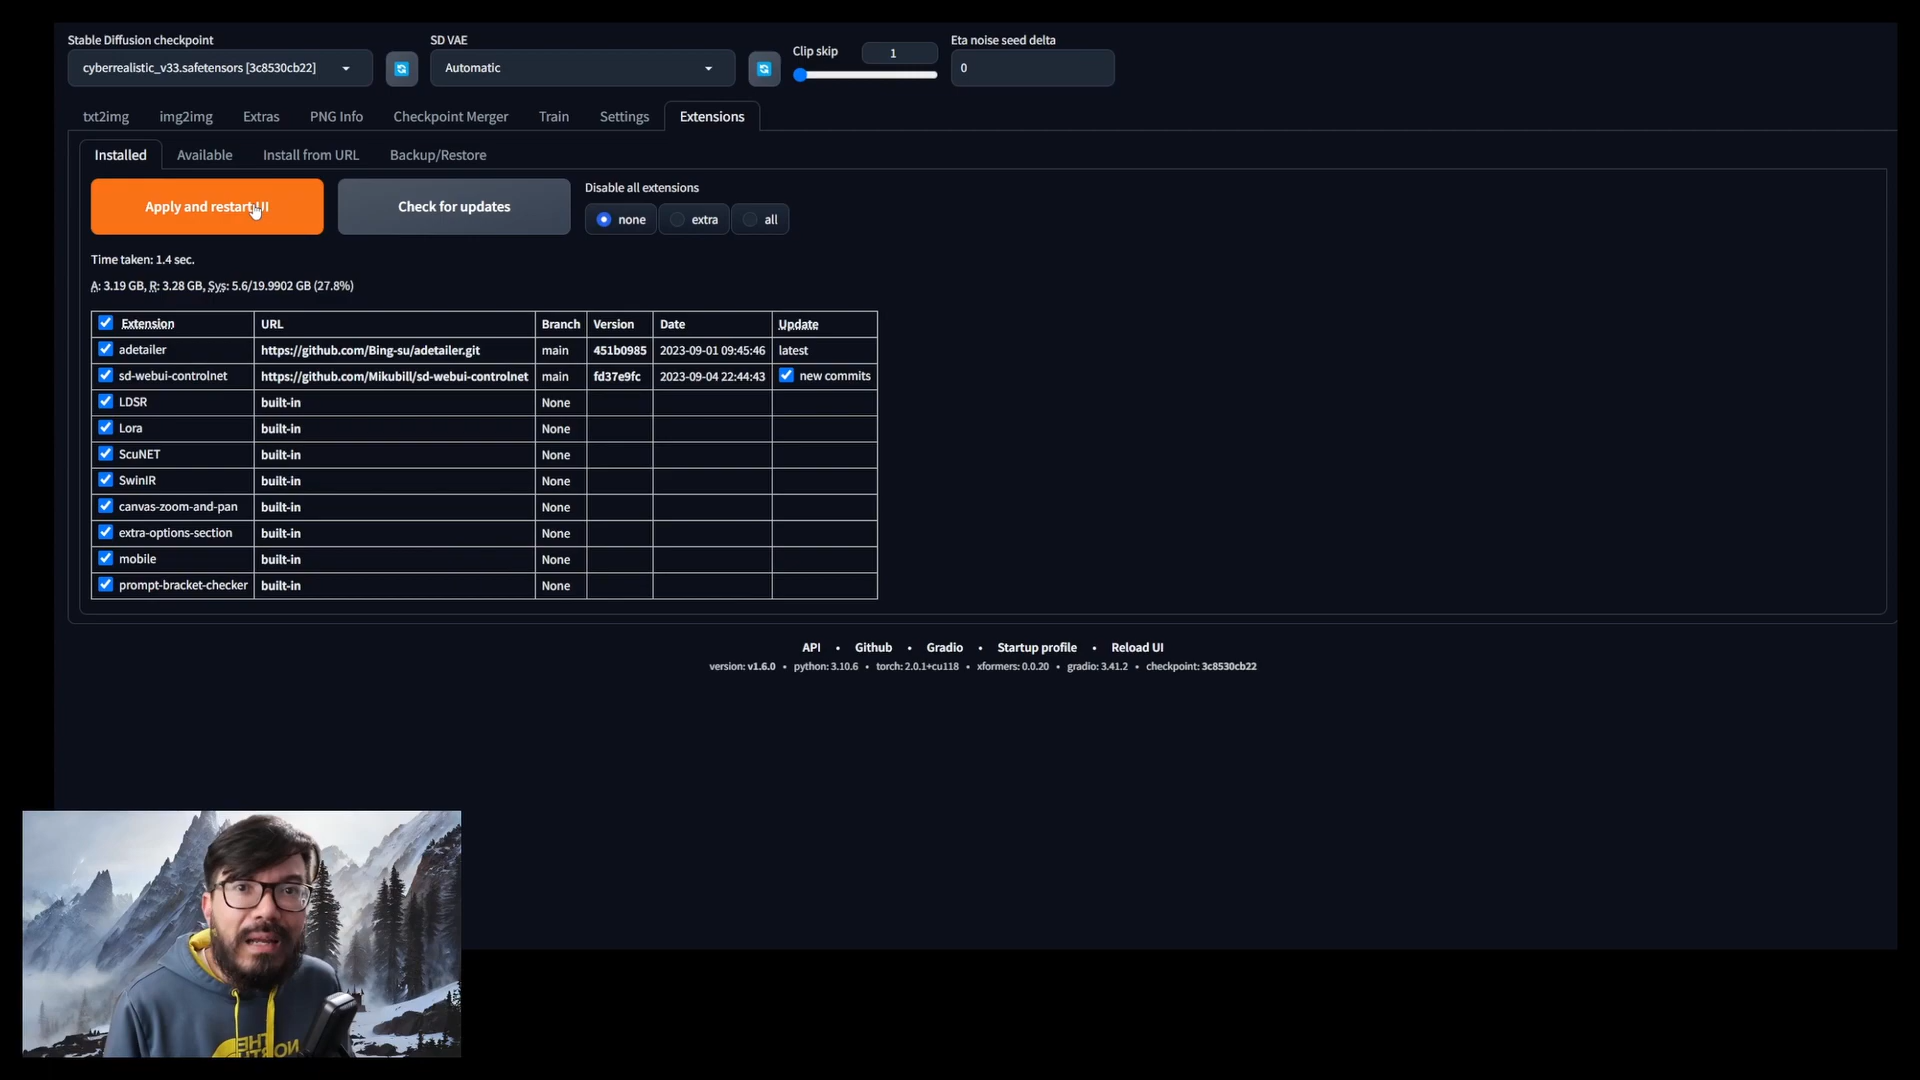 Stable Diffusion checkpoint
cyberrealistic_v33.safetensors [3c8530cb22]
SD VAE
Automatic
Clip skip
1
Eta noise seed delta
0
txt2img img2img Extras PNG Info Checkpoint Merger Train Settings Extensions
Installed Available Install from URL Backup/Restore
Apply and restart UI
Check for updates
Disable all extensions
none extra all
Time taken: 1.4 sec.
A: 3.19 GB, R: 3.28 GB, Sys: 5.6/19.9902 GB (27.8%)
Extension URL Branch Version Date Update
adetailer https://github.com/Bing-su/adetailer.git main 451b0985 2023-09-01 09:45:46 latest
sd-webui-controlnet https://github.com/Mikubill/sd-webui-controlnet main fd37e9fc 2023-09-04 22:44:43 new commits
LDSR built-in None
Lora built-in None
ScuNET built-in None
SwinIR built-in None
canvas-zoom-and-pan built-in None
extra-options-section built-in None
mobile built-in None
prompt-bracket-checker built-in None
API • Github • Gradio • Startup profile • Reload UI
version: v1.6.0 • python: 3.10.6 • torch: 2.0.1+cu118 • xformers: 0.0.20 • gradio: 3.41.2 • checkpoint: 3c8530cb22
THE